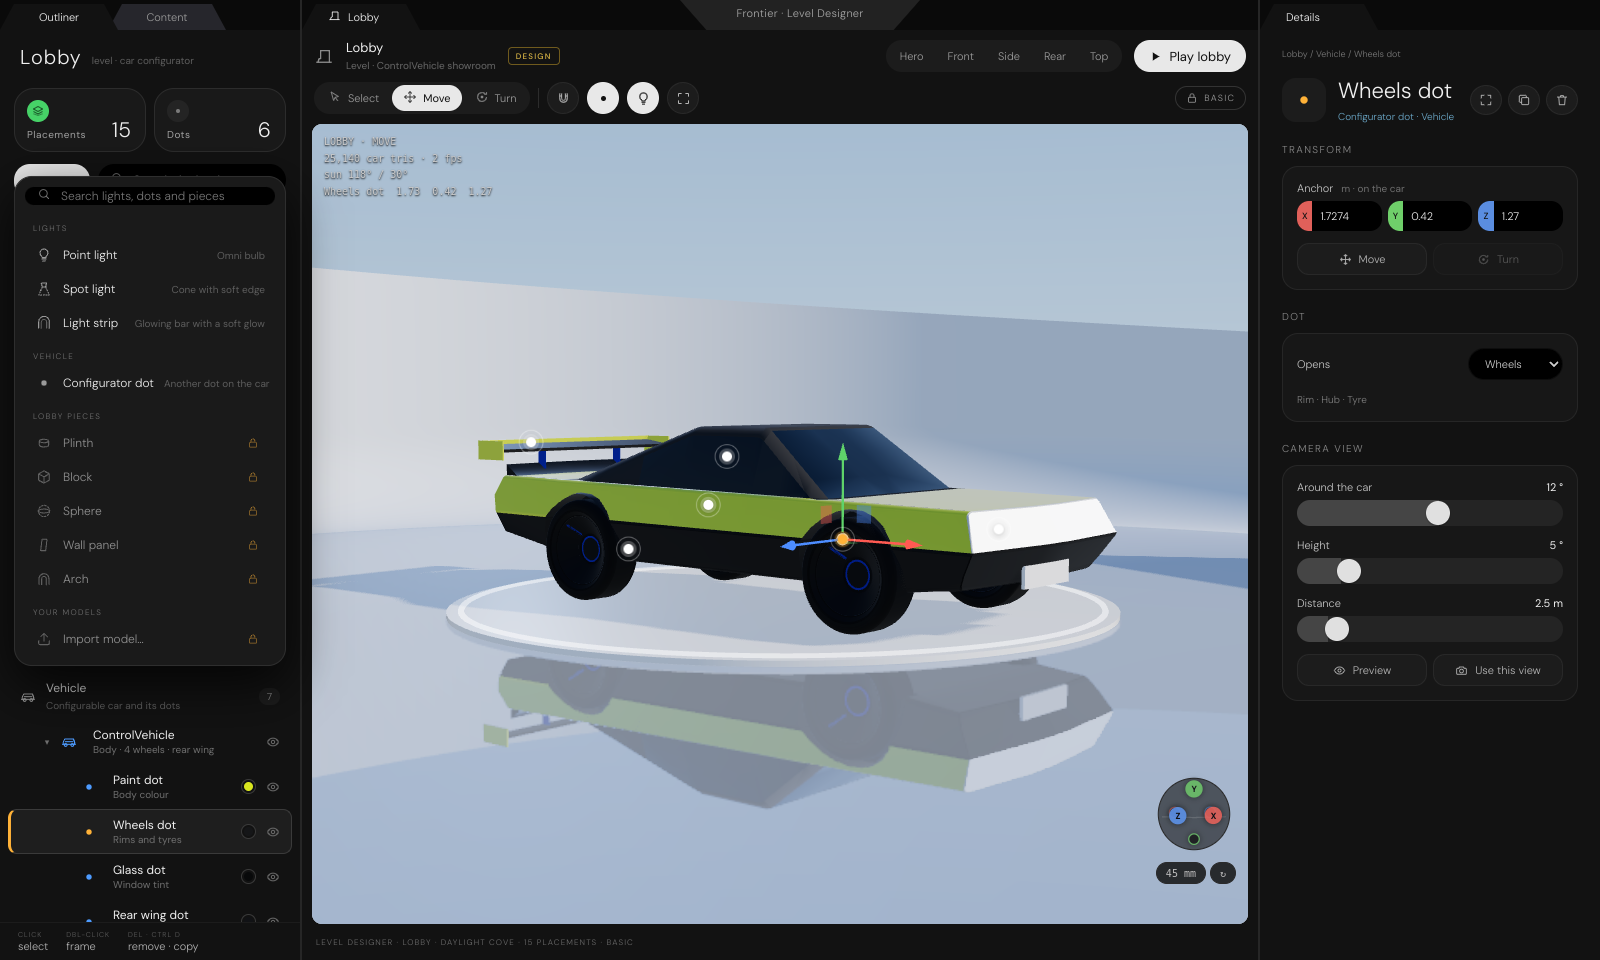 Outliner
Content
Lobby
Frontier · Level Designer
Details
Lobby
level · car configurator
Placements
15
Dots
6
Search lights, dots and pieces
LIGHTS
Point light
Omni bulb
Spot light
Cone with soft edge
Light strip
Glowing bar with a soft glow
VEHICLE
Configurator dot
Another dot on the car
LOBBY PIECES
Plinth
Block
Sphere
Wall panel
Arch
YOUR MODELS
Import model...
Vehicle
Configurable car and its dots
7
ControlVehicle
Body · 4 wheels · rear wing
Paint dot
Body colour
Wheels dot
Rims and tyres
Glass dot
Window tint
Rear wing dot
CLICK
select
DBL-CLICK
frame
DEL · CTRL D
remove · copy
Lobby
Level · ControlVehicle showroom
DESIGN
Hero
Front
Side
Rear
Top
Play lobby
Select
Move
Turn
BASIC
LOBBY · MOVE
25,140 car tris · 2 fps
sun 118° / 30°
Wheels dot 1.73 0.42 1.27
Y
Z
X
45 mm
LEVEL DESIGNER · LOBBY · DAYLIGHT COVE · 15 PLACEMENTS · BASIC
Lobby / Vehicle / Wheels dot
Wheels dot
Configurator dot · Vehicle
TRANSFORM
Anchor m · on the car
X 1.7274
Y 0.42
Z 1.27
Move
Turn
DOT
Opens
Wheels
Rim · Hub · Tyre
CAMERA VIEW
Around the car
12 °
Height
5 °
Distance
2.5 m
Preview
Use this view